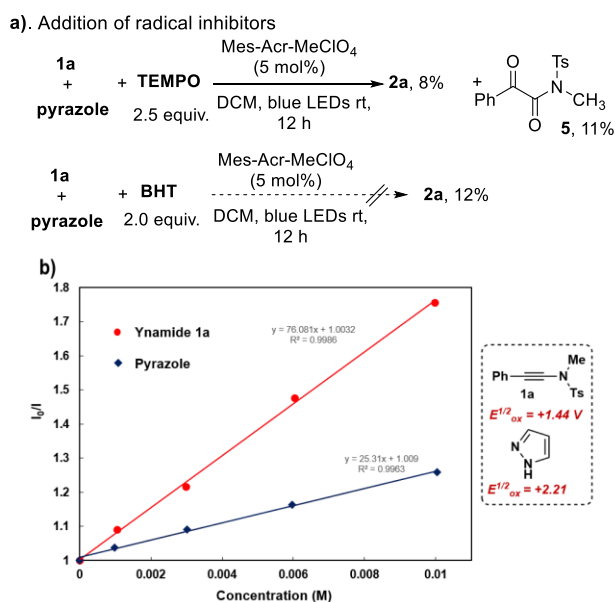 a). Addition of radical inhibitors
1a
+
pyrazole
+ TEMPO
2.5 equiv.
Mes-Acr-MeClO4
(5 mol%)
DCM, blue LEDs rt,
12 h
2a, 8%
+
O
Ph
O
Ts
N
CH3
5, 11%
1a
+
pyrazole
+ BHT
2.0 equiv.
Mes-Acr-MeClO4
(5 mol%)
DCM, blue LEDs rt,
12 h
2a, 12%
b)
1.8
1.7
1.6
1.5
1.4
1.3
1.2
1.1
1
I0/I
Ynamide 1a
Pyrazole
y = 76.081x + 1.0032
R² = 0.9986
y = 25.31x + 1.009
R² = 0.9963
0
0.002
0.004
0.006
0.008
0.01
Concentration (M)
Me
Ph
N
1a
Ts
E1/2ox = +1.44 V
N
N
H
E1/2ox = +2.21